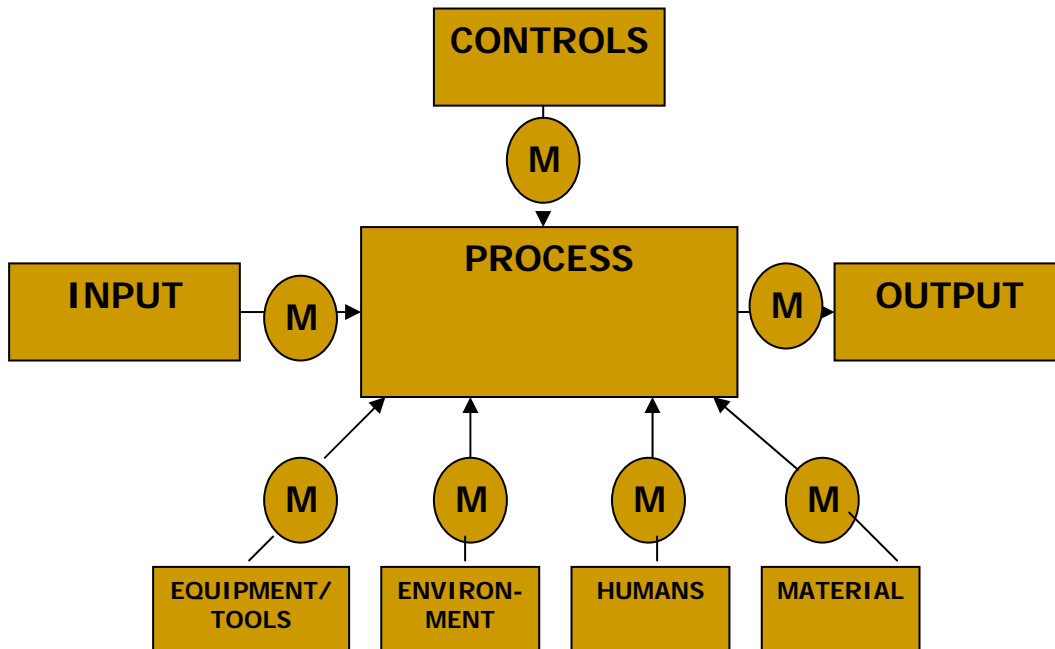 CONTROLS
M
PROCESS
INPUT
M
M
OUTPUT
M
M
M
M
EQUIPMENT/
TOOLS
ENVIRON-
MENT
HUMANS
MATERIAL